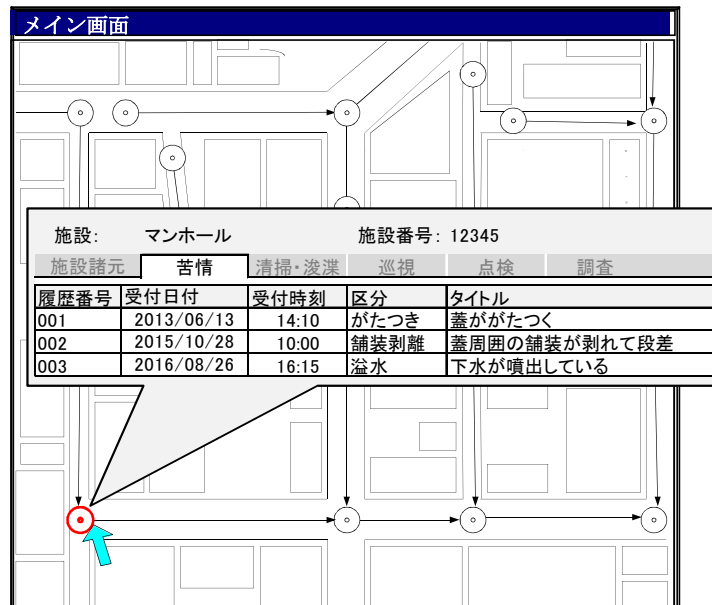 メイン画面
施設: マンホール 施設番号: 12345
施設諸元 苦情 清掃・浚渫 巡視 点検 調査
履歴番号 受付日付 受付時刻 区分 タイトル
001 2013/06/13 14:10 がたつき 蓋ががたつく
002 2015/10/28 10:00 舗装剥離 蓋周囲の舗装が剥れて段差
003 2016/08/26 16:15 溢水 下水が噴出している